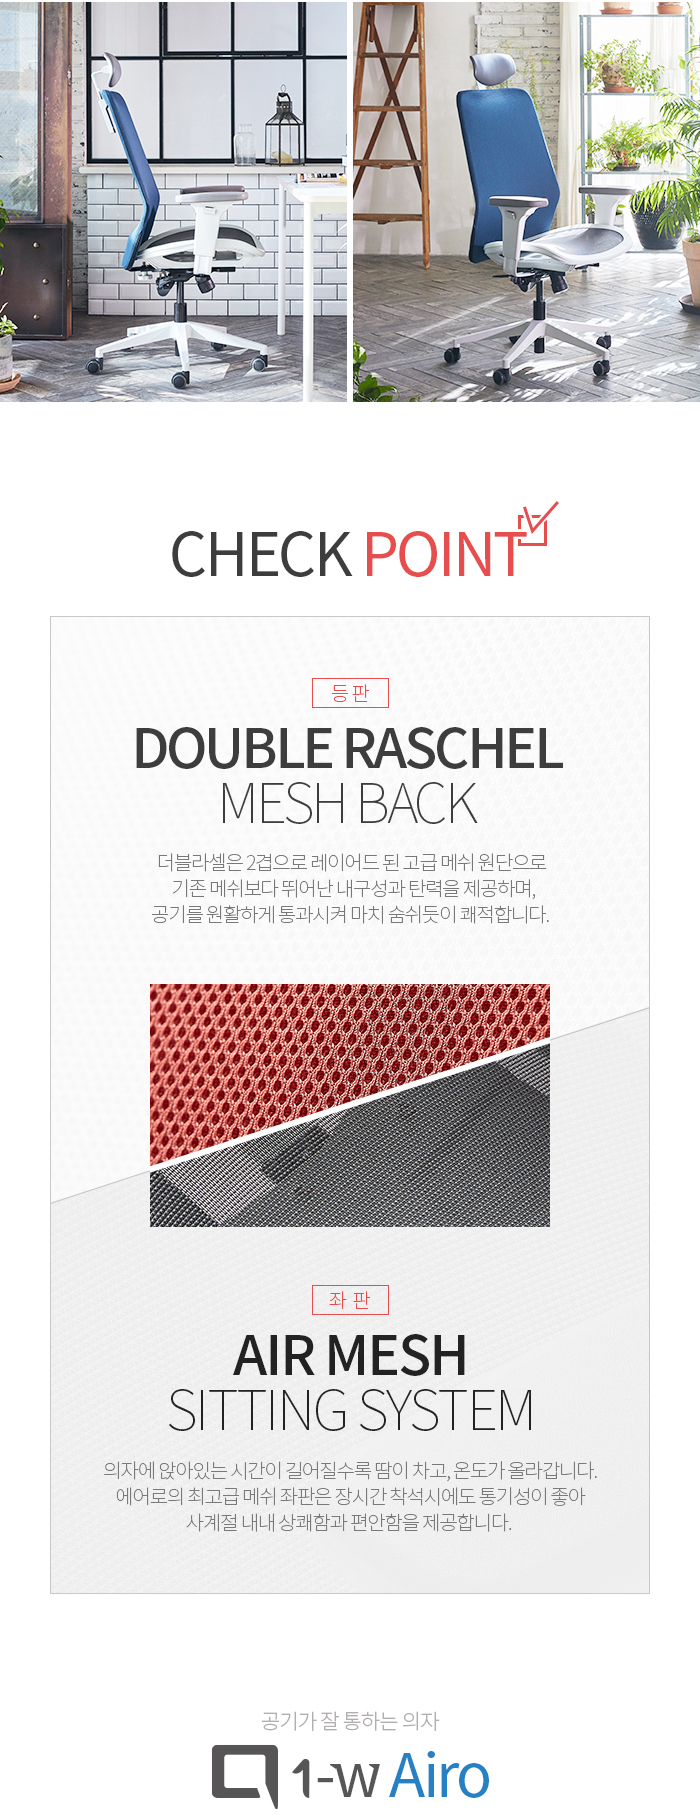 CHECK POINT
등판
DOUBLE RASCHEL
MESH BACK
더블라셀은 2겹으로 레이어드 된 고급 메쉬 원단으로
기존 메쉬보다 뛰어난 내구성과 탄력을 제공하며,
공기를 원활하게 통과시켜 마치 숨쉬듯이 쾌적합니다.
좌 판
AIR MESH
SITTING SYSTEM
의자에 앉아있는 시간이 길어질수록 땀이 차고, 온도가 올라갑니다.
에어로의 최고급 메쉬 좌판은 장시간 착석시에도 통기성이 좋아
사계절 내내 상쾌함과 편안함을 제공합니다.
공기가 잘 통하는 의자
1-w Airo